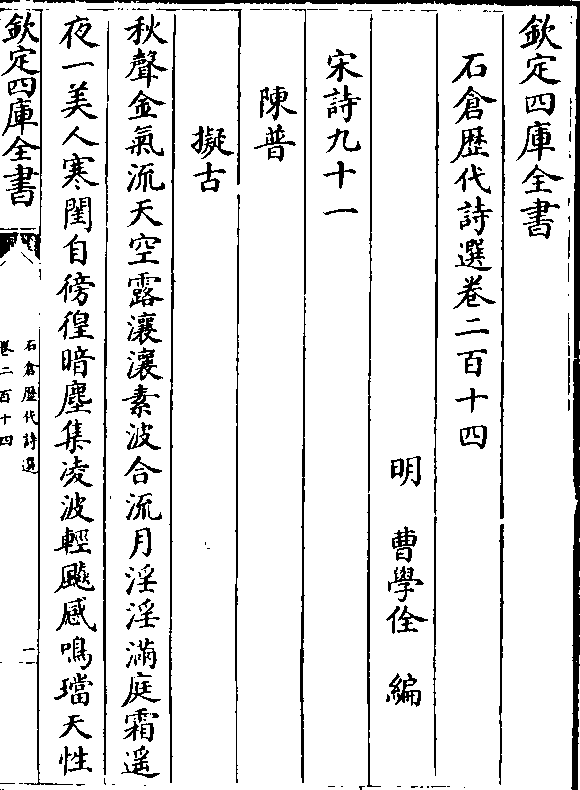 欽定四庫全書
石倉歴代詩選卷二百十四
明 曹學佺 編
宋詩九十一
陳普
擬古
秋聲金氣流天空露瀼瀼素波合流月淫淫滿庭霜遥
夜一美人寒閨自傍徨暗塵集凌波輕飈感鳴璫天性
欽定四庫全書
石倉歴代詩選
卷二百十四
一